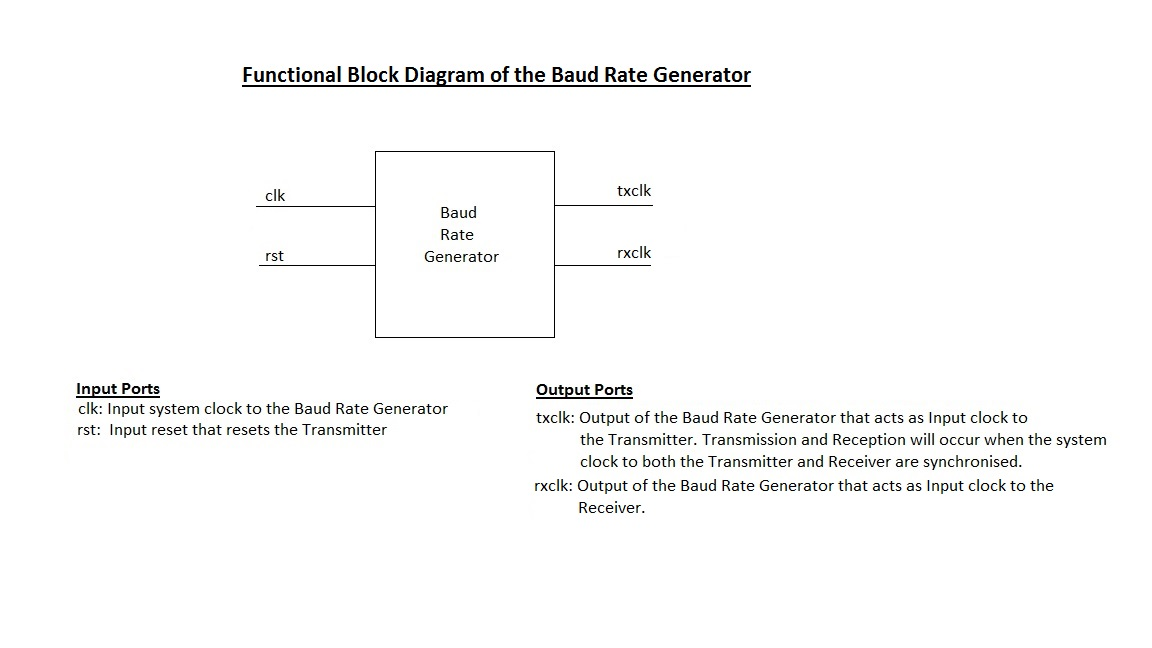 Functional Block Diagram of the Baud Rate Generator
clk
txclk
Baud
Rate
Generator
rst
rxclk
Input Ports
clk: Input system clock to the Baud Rate Generator
rst:  Input reset that resets the Transmitter
Output Ports
txclk: Output of the Baud Rate Generator that acts as Input clock to
the Transmitter. Transmission and Reception will occur when the system
clock to both the Transmitter and Receiver are synchronised.
rxclk: Output of the Baud Rate Generator that acts as Input clock to the
Receiver.